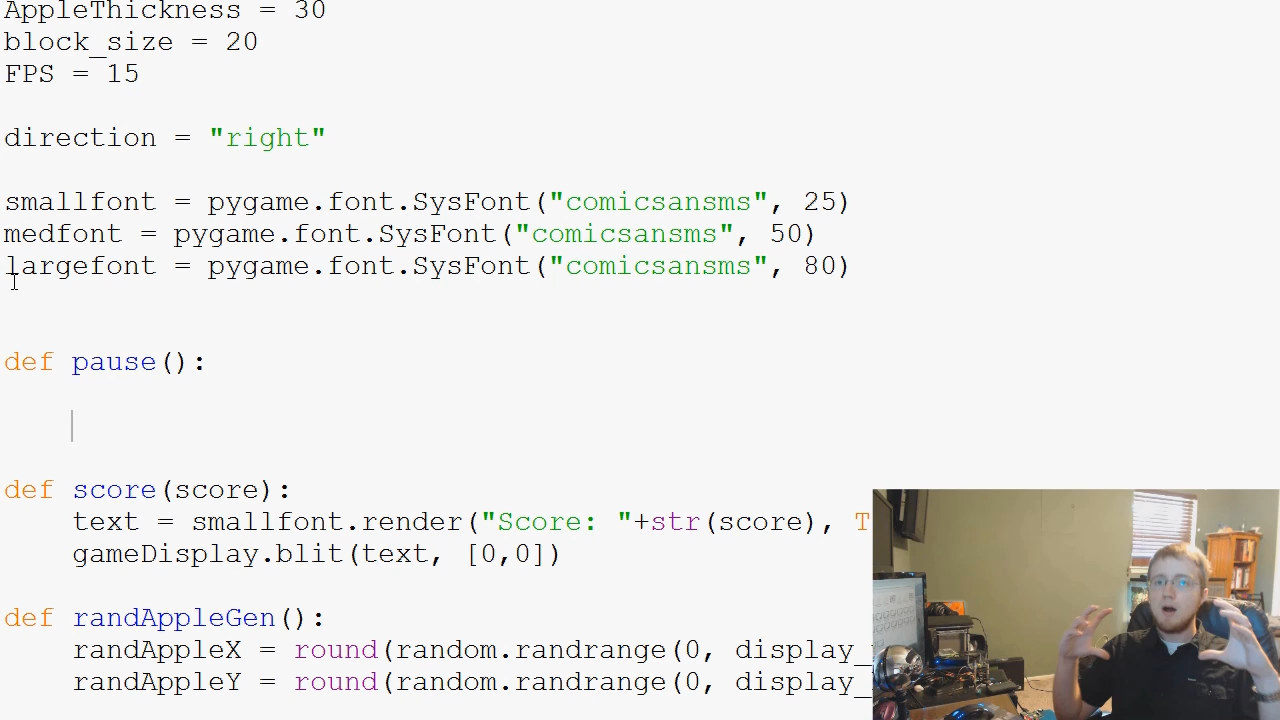 AppleThickness = 30
block_size = 20
FPS = 15
direction = "right"
smallfont = pygame.font.SysFont("comicsansms", 25)
medfont = pygame.font.SysFont("comicsansms", 50)
largefont = pygame.font.SysFont("comicsansms", 80)
def pause():
def score(score):
text = smallfont.render("Score: "+str(score), T
gameDisplay.blit(text, [0,0])
def randAppleGen():
randAppleX = round(random.randrange(0, display_
randAppleY = round(random.randrange(0, display_